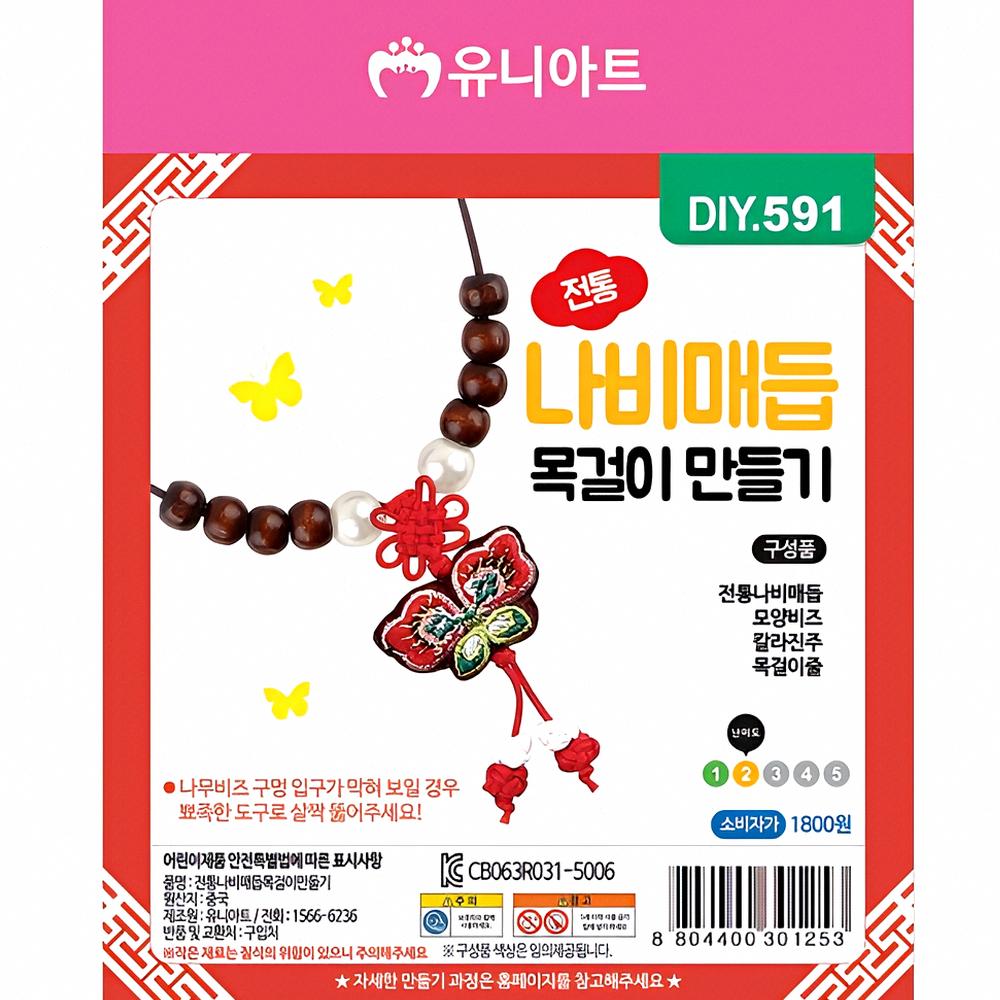 유니아트
DIY.591
전통
나비매듭
목걸이 만들기
구성품
전통나비매듭
모양비즈
칼라진주
목걸이줄
난이도
1 2 3 4 5
● 나무비즈 구멍 입구가 막혀 보일 경우
뾰족한 도구로 살짝 뚫어주세요!
소비자가 1800원
어린이제품 안전특별법에 따른 표시사항
품명 : 전통나비매듭목걸이만들기
원산지 : 중국
제조원 : 유니아트 / 전화 : 1566-6236
반품 및 교환처 : 구입처
※작은 재료는 질식의 위험이 있으니 주의해주세요
CB063R031-5006
주의
경고
※ 구성품 색상은 임의제공됩니다.
8 804400 301253
★ 자세한 만들기 과정은 홈페이지를 참고해주세요 ★